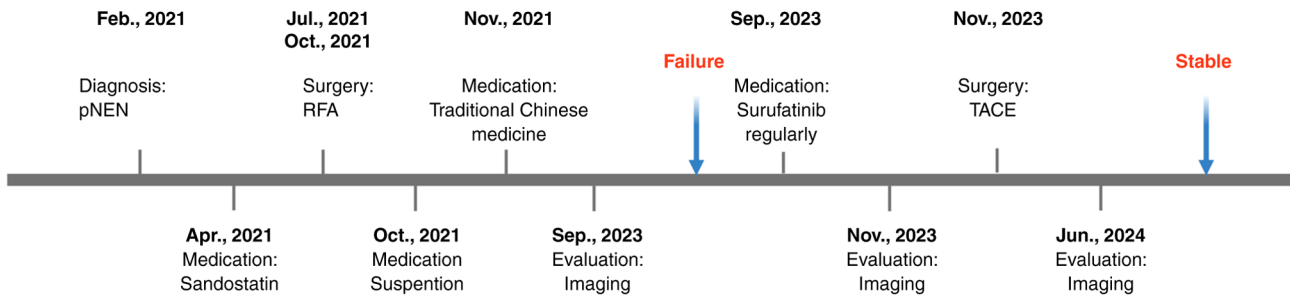 Feb., 2021
Jul., 2021
Oct., 2021
Nov., 2021
Sep., 2023
Nov., 2023
Failure
Stable
Diagnosis:
pNEN
Surgery:
RFA
Medication:
Traditional Chinese
medicine
Medication:
Surufatinib
regularly
Surgery:
TACE
Apr., 2021
Medication:
Sandostatin
Oct., 2021
Medication
Suspention
Sep., 2023
Evaluation:
Imaging
Nov., 2023
Evaluation:
Imaging
Jun., 2024
Evaluation:
Imaging